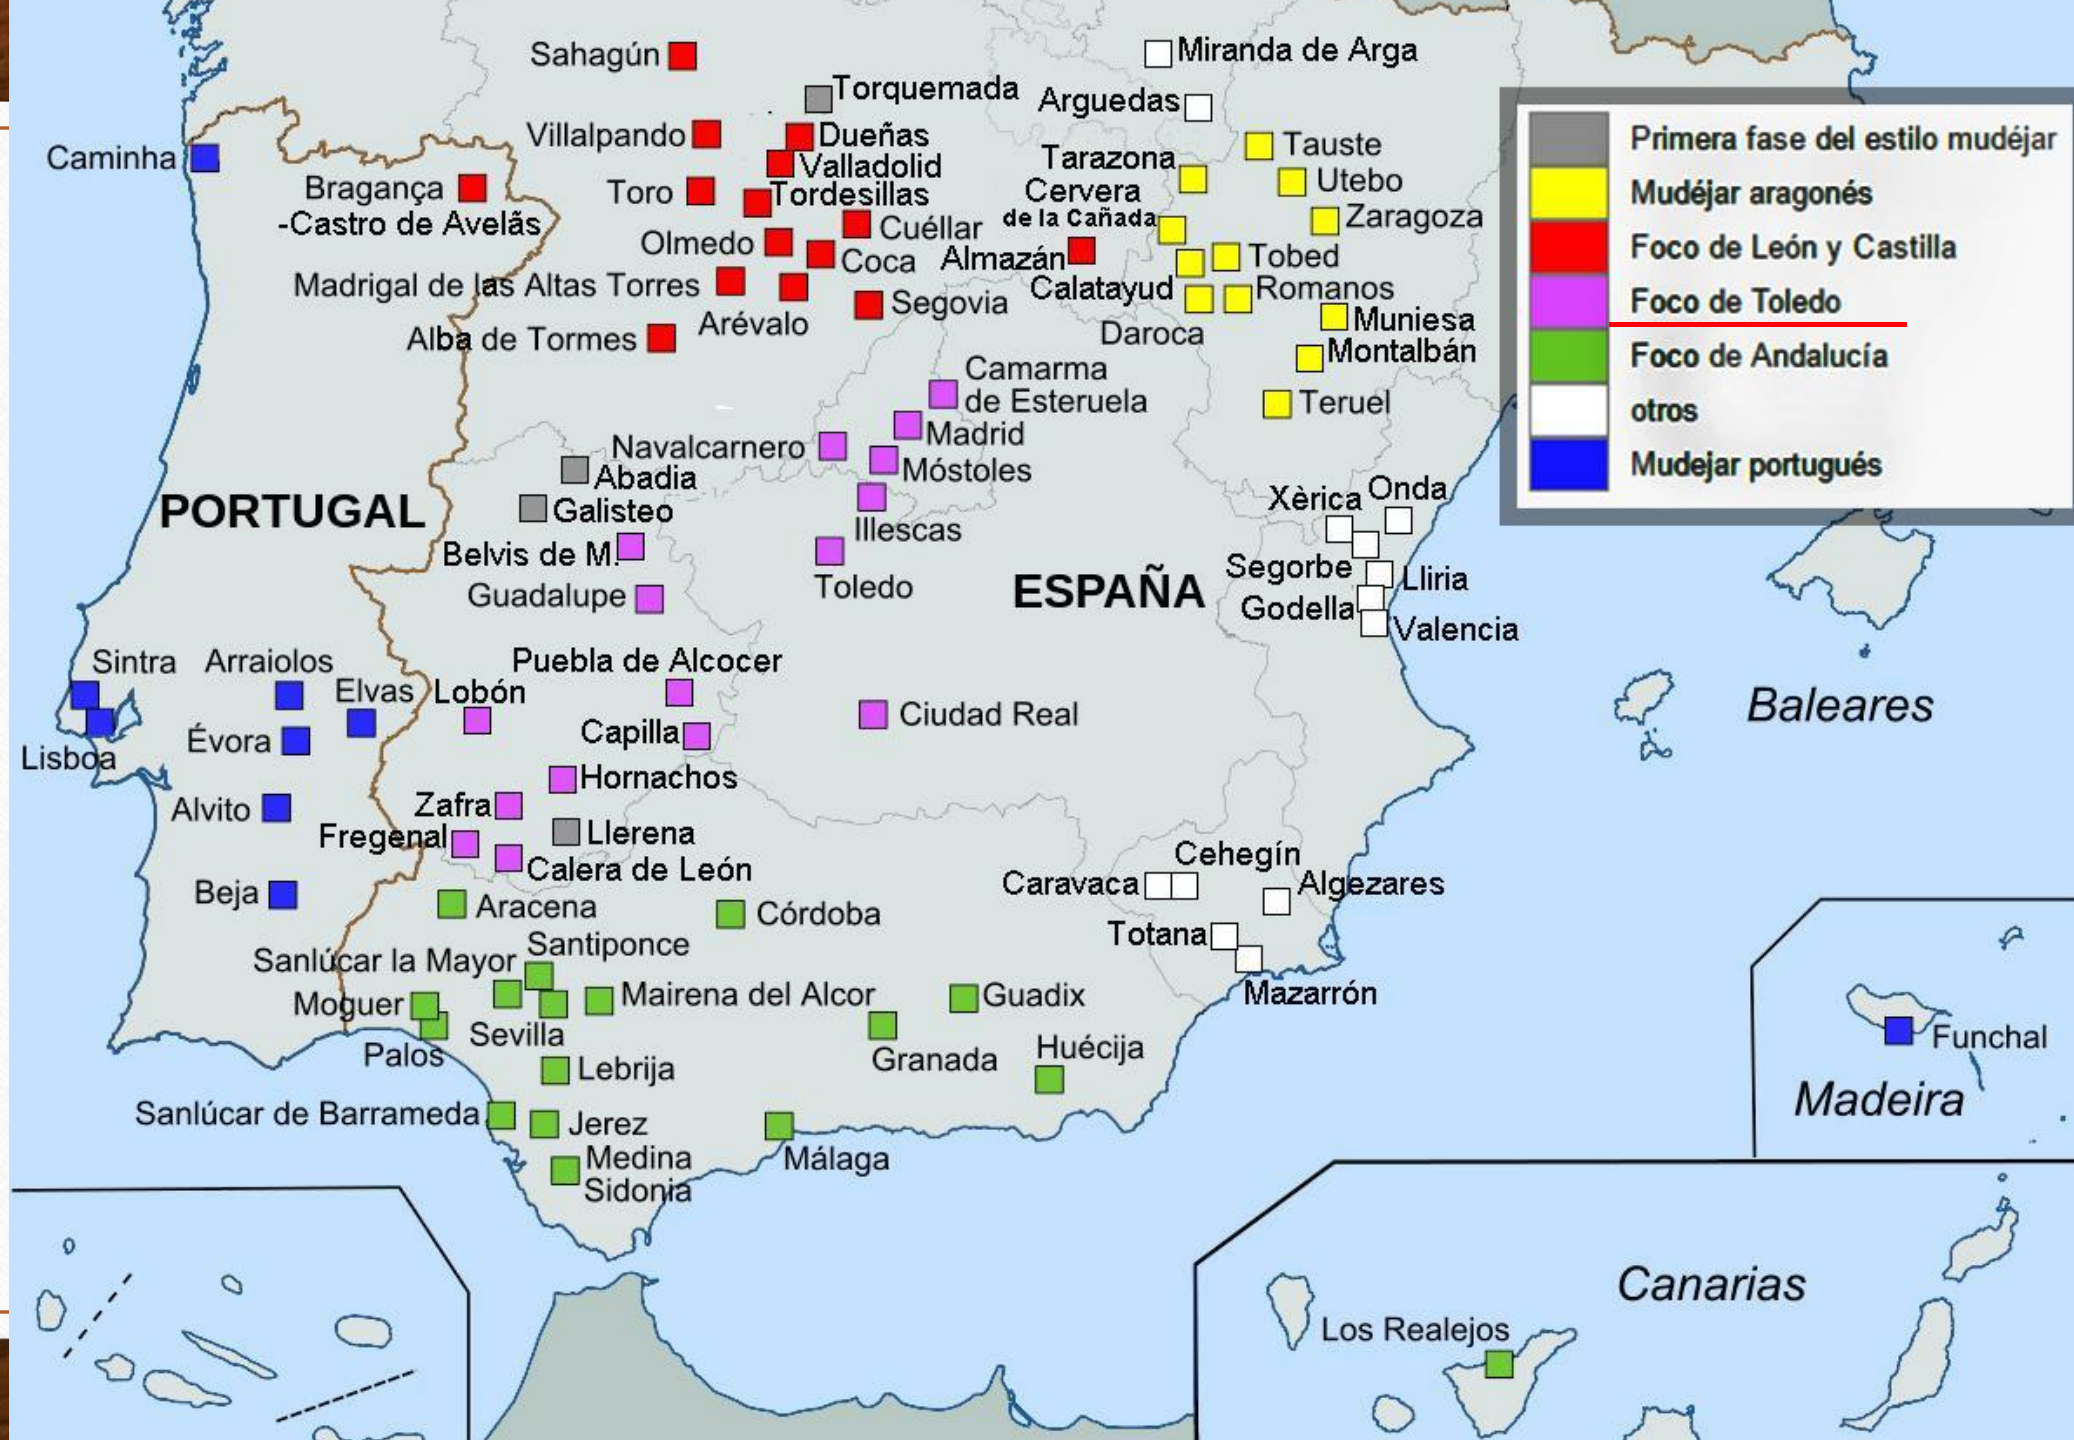 Sahagún
Miranda de Arga
Torquemada
Arguedas
Villalpando
Dueñas
Tauste
Caminha
Valladolid
Tarazona
Bragança
-Castro de Avelãs
Toro
Tordesillas
Cervera
de la Cañada
Utebo
Zaragoza
Olmedo
Cuéllar
Coca
Almazán
Tobed
Madrigal de las Altas Torres
Segovia
Calatayud
Romanos
Alba de Tormes
Arévalo
Daroca
Muniesa
Montalbán
Camarma
de Esteruela
Teruel
Navalcarnero
Madrid
Móstoles
Abadia
Galisteo
PORTUGAL
Xèrica
Onda
Illescas
Belvis de M.
Guadalupe
Toledo
ESPAÑA
Segorbe
Lliria
Godella
Valencia
Sintra
Arraiolos
Elvas
Lobón
Puebla de Alcocer
Baleares
Évora
Capilla
Ciudad Real
Lisboa
Hornachos
Alvito
Zafra
Fregenal
Llerena
Calera de León
Cehegín
Caravaca
Algezares
Beja
Aracena
Córdoba
Totana
Santiponce
Sanlúcar la Mayor
Moguer
Mairena del Alcor
Guadix
Mazarrón
Sevilla
Palos
Granada
Huécija
Funchal
Lebrija
Madeira
Sanlúcar de Barrameda
Jerez
Medina
Sidonia
Málaga
Canarias
Los Realejos
Primera fase del estilo mudéjar
Mudéjar aragonés
Foco de León y Castilla
Foco de Toledo
Foco de Andalucía
otros
Mudejar portugués